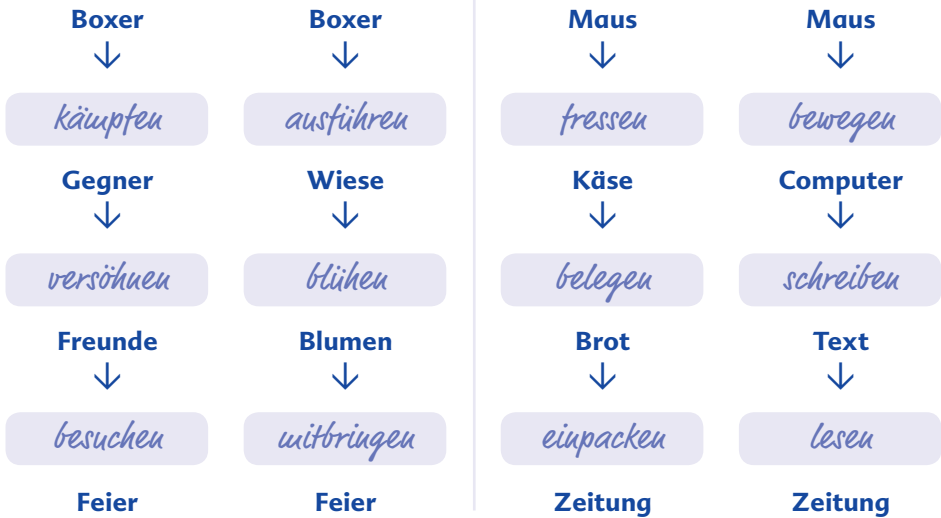 Boxer Boxer Maus Maus
kämpfen ausführen fressen bewegen
Gegner Wiese Käse Computer
versöhnen blühen belegen schreiben
Freunde Blumen Brot Text
besuchen mitbringen einpacken lesen
Feier Feier Zeitung Zeitung